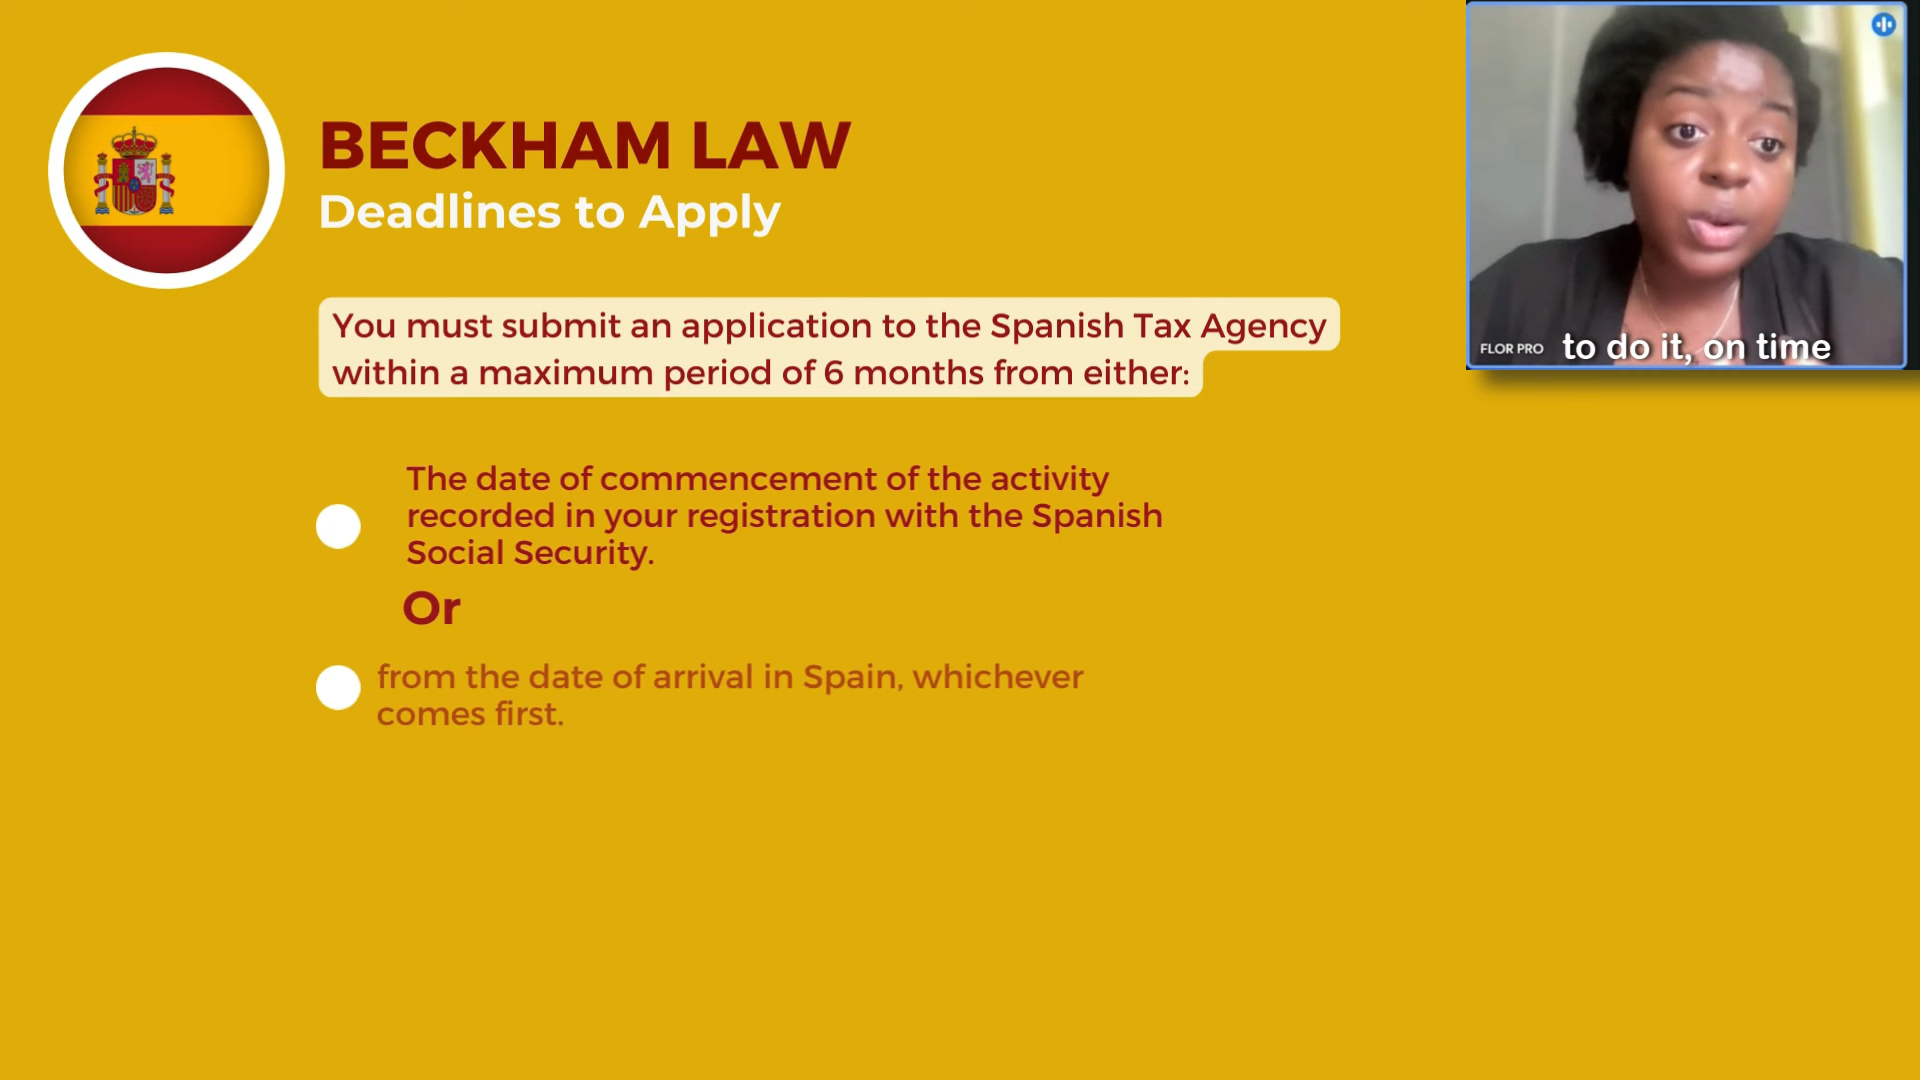 BECKHAM LAW
Deadlines to Apply
You must submit an application to the Spanish Tax Agency
within a maximum period of 6 months from either:
The date of commencement of the activity
recorded in your registration with the Spanish
Social Security.
Or
from the date of arrival in Spain, whichever
comes first.
FLOR PRO
to do it, on time